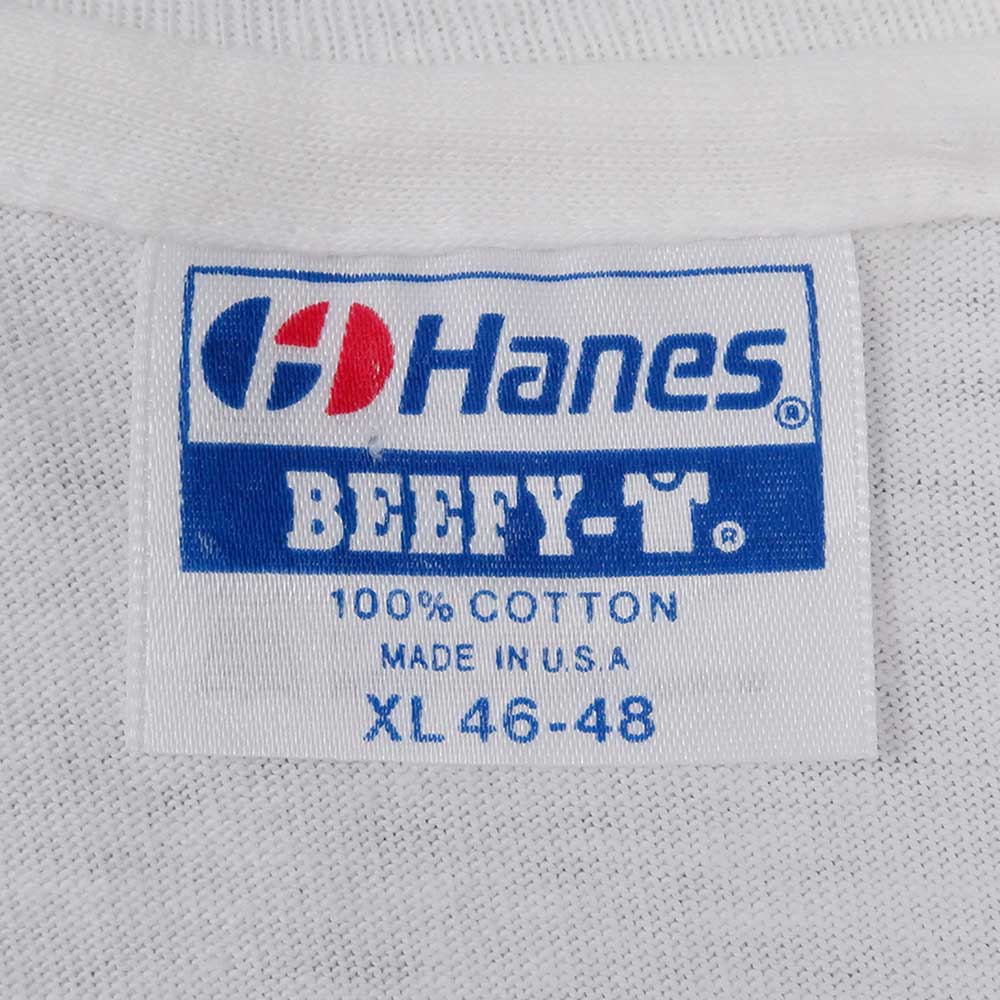 Hanes®
BEEFY-T®
100% COTTON
MADE IN U.S.A
XL 46-48